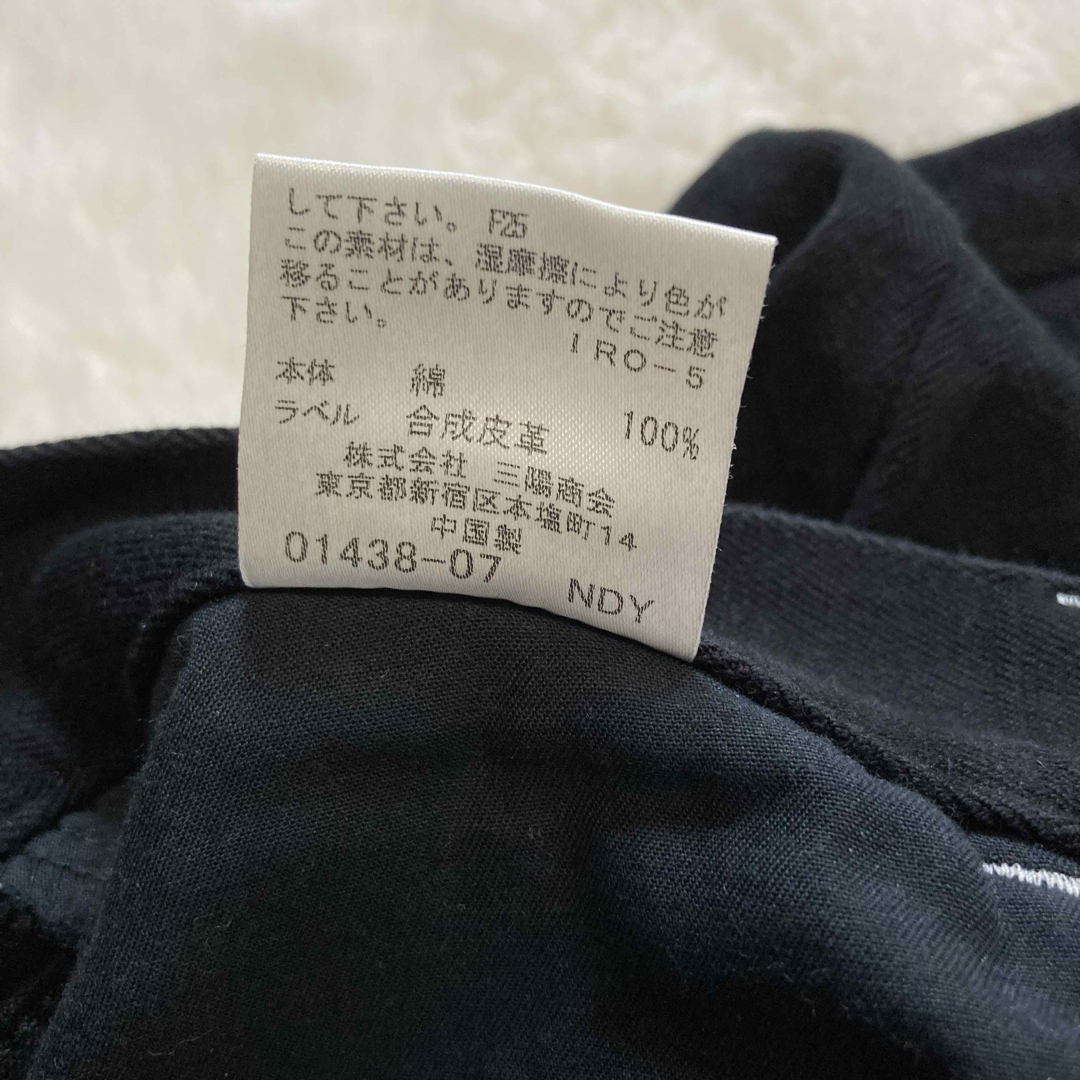 して下さい。 F25
この素材は、湿摩擦により色が
移ることがありますのでご注意
下さい。
IRO-5
本体 綿 100%
ラベル 合成皮革
株式会社 三陽商会
東京都新宿区本塩町14
中国製
01438-07 NDY